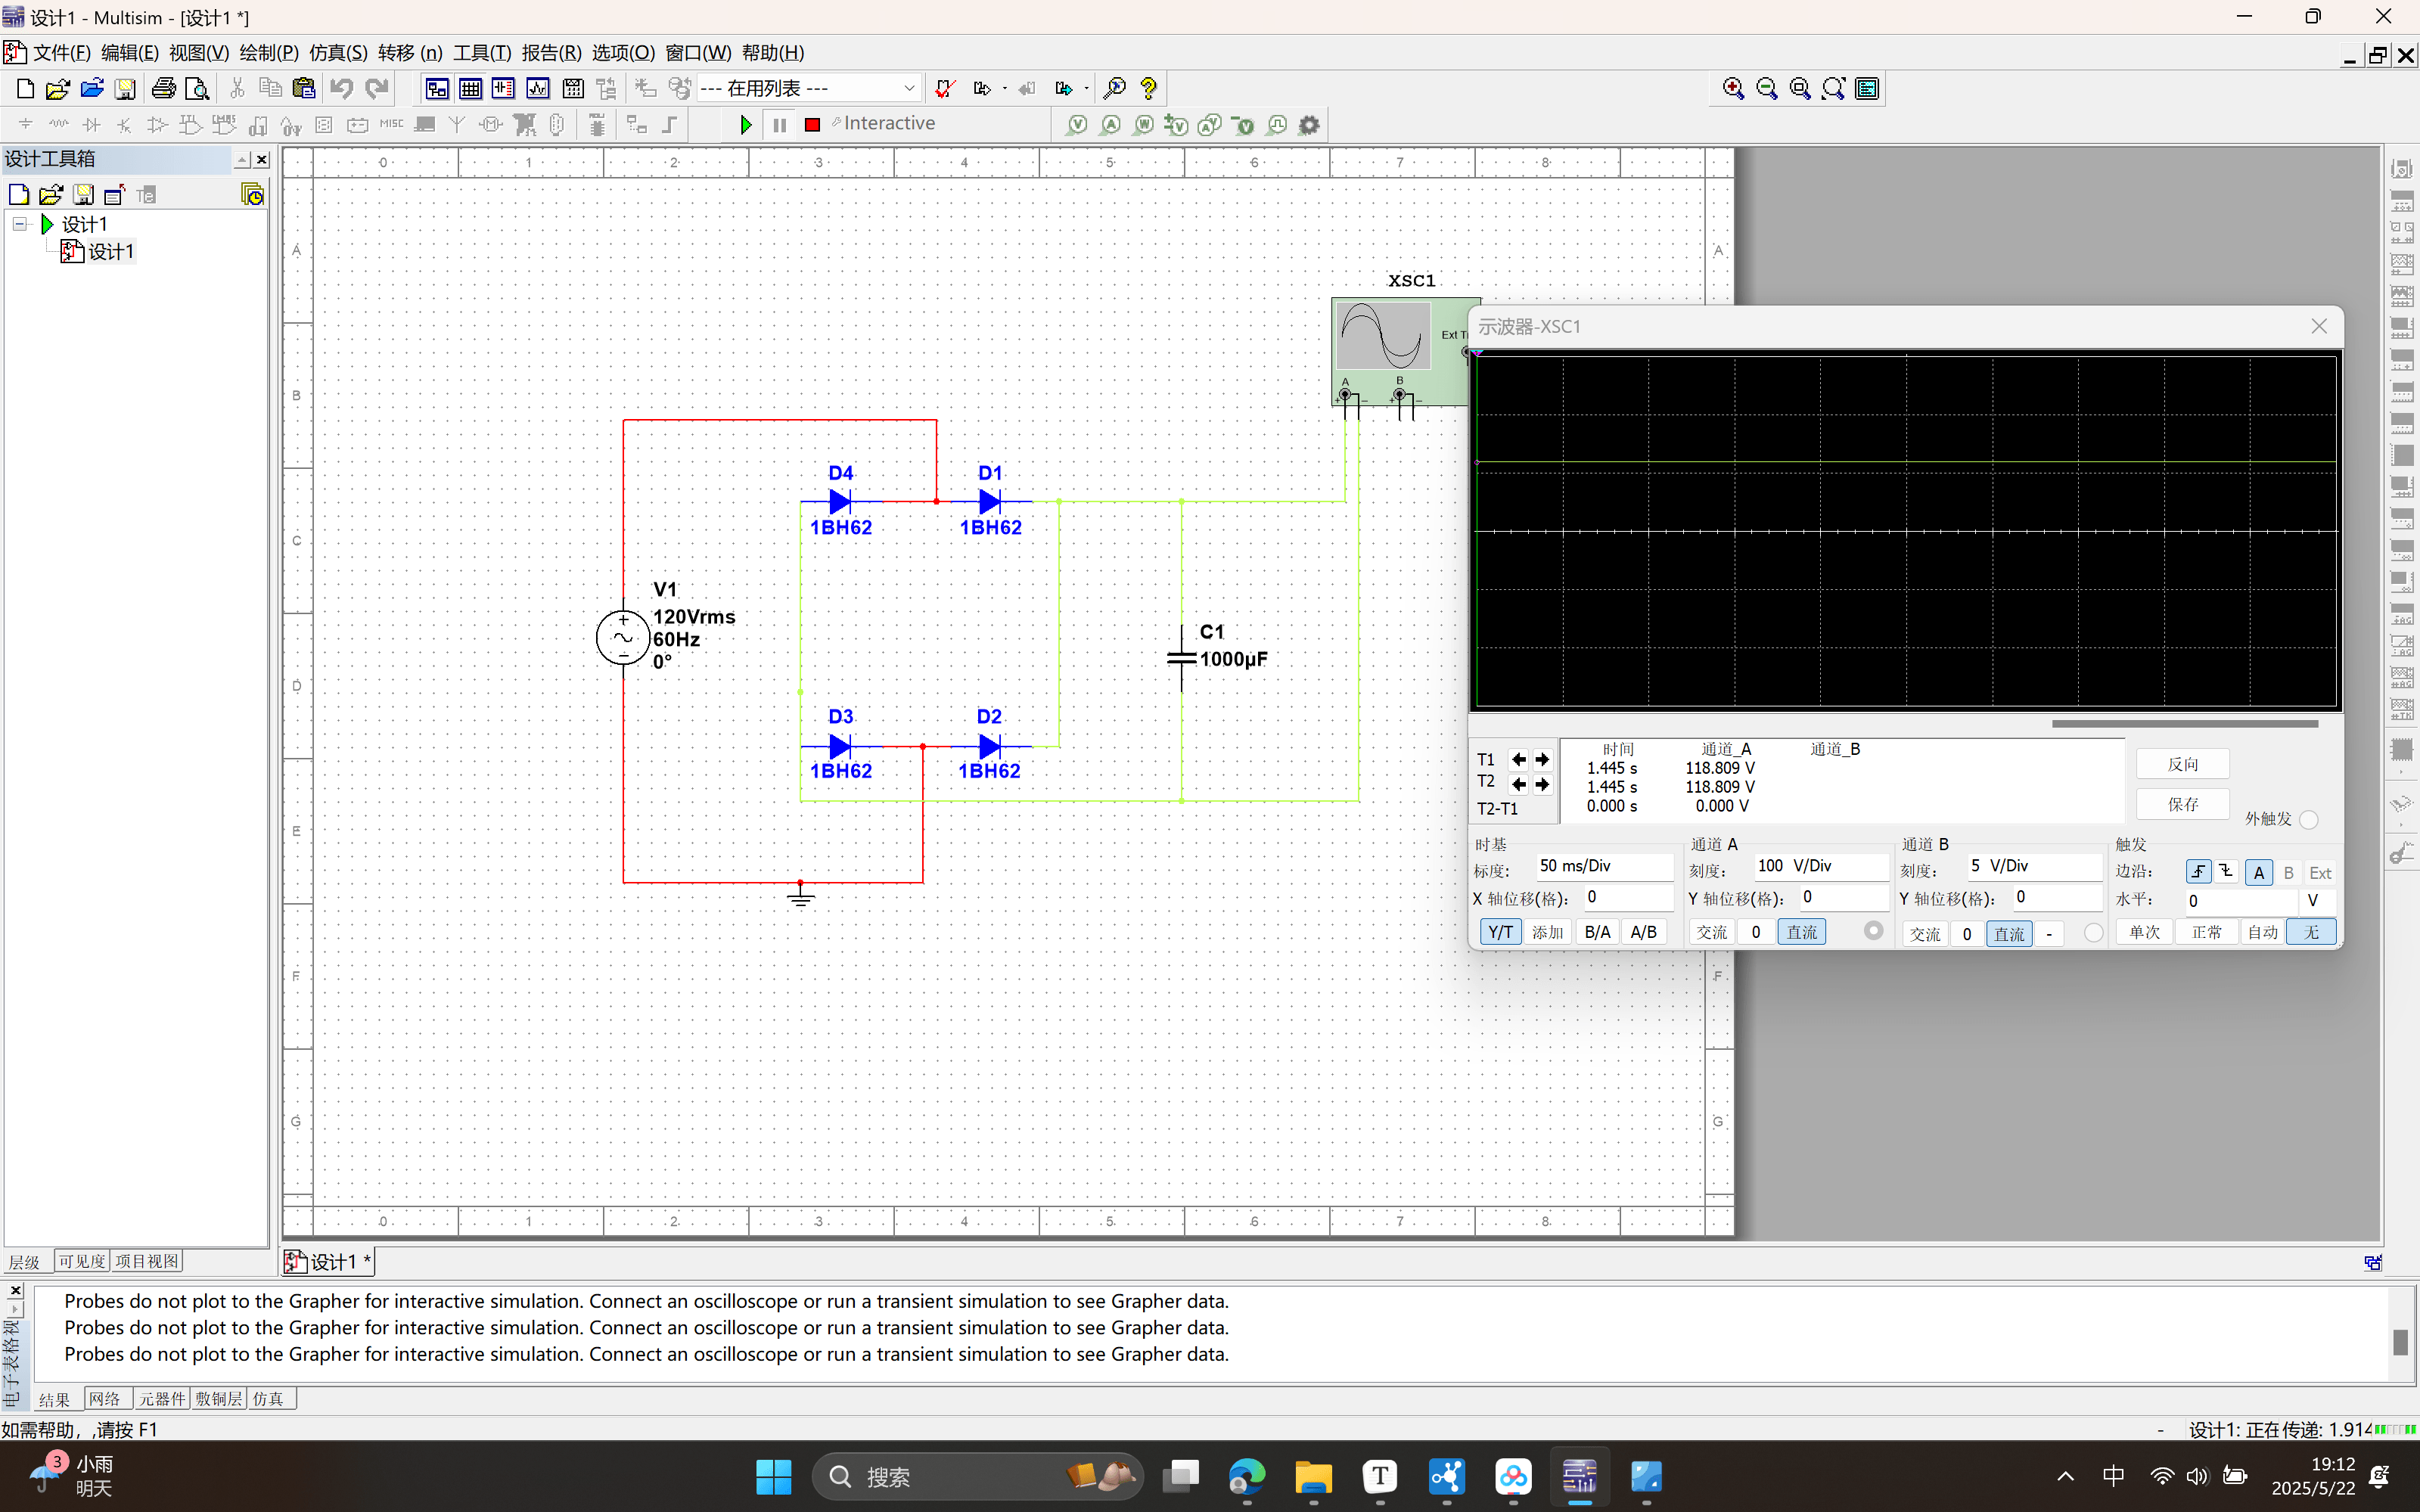 设计1 - Multisim - [设计1 *]
文件(F) 编辑(E) 视图(V) 绘制(P) 仿真(S) 转移 (n) 工具(T) 报告(R) 选项(O) 窗口(W) 帮助(H)
--- 在用列表 ---
MISC
Interactive
设计工具箱
设计1
设计1
0 1 2 3 4 5 6 7 8
A
B
C
D
E
F
G
A
F
G
XSC1
Ext T
A B
D4
1BH62
D1
1BH62
V1
120Vrms
60Hz
0°
C1
1000µF
D3
1BH62
D2
1BH62
0 1 2 3 4 5 6 7 8
示波器-XSC1
时间 通道_A 通道_B
T1 1.445 s 118.809 V
T2 1.445 s 118.809 V
T2-T1 0.000 s 0.000 V
反向
保存
外触发
时基
标度: 50 ms/Div
X 轴位移(格): 0
Y/T 添加 B/A A/B
通道 A
刻度: 100 V/Div
Y 轴位移(格): 0
交流 0 直流
通道 B
刻度: 5 V/Div
Y 轴位移(格): 0
交流 0 直流 -
触发
边沿: A B Ext
水平: 0 V
单次 正常 自动 无
层级 可见度 项目视图
设计1 *
Probes do not plot to the Grapher for interactive simulation. Connect an oscilloscope or run a transient simulation to see Grapher data.
Probes do not plot to the Grapher for interactive simulation. Connect an oscilloscope or run a transient simulation to see Grapher data.
Probes do not plot to the Grapher for interactive simulation. Connect an oscilloscope or run a transient simulation to see Grapher data.
电子表格视
结果 网络 元器件 敷铜层 仿真
如需帮助，,请按 F1
-
设计1: 正在传递: 1.914
3
小雨
明天
搜索
中
19:12
2025/5/22